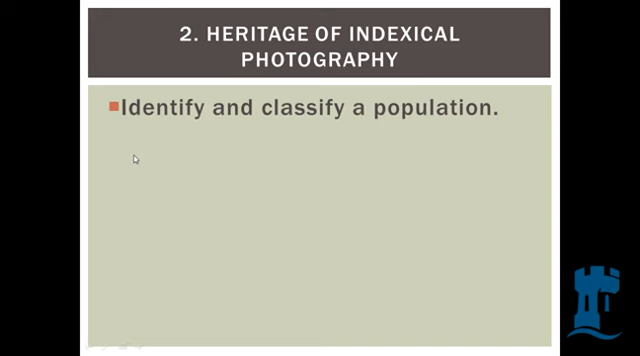 2. HERITAGE OF INDEXICAL
PHOTOGRAPHY
Identify and classify a population.